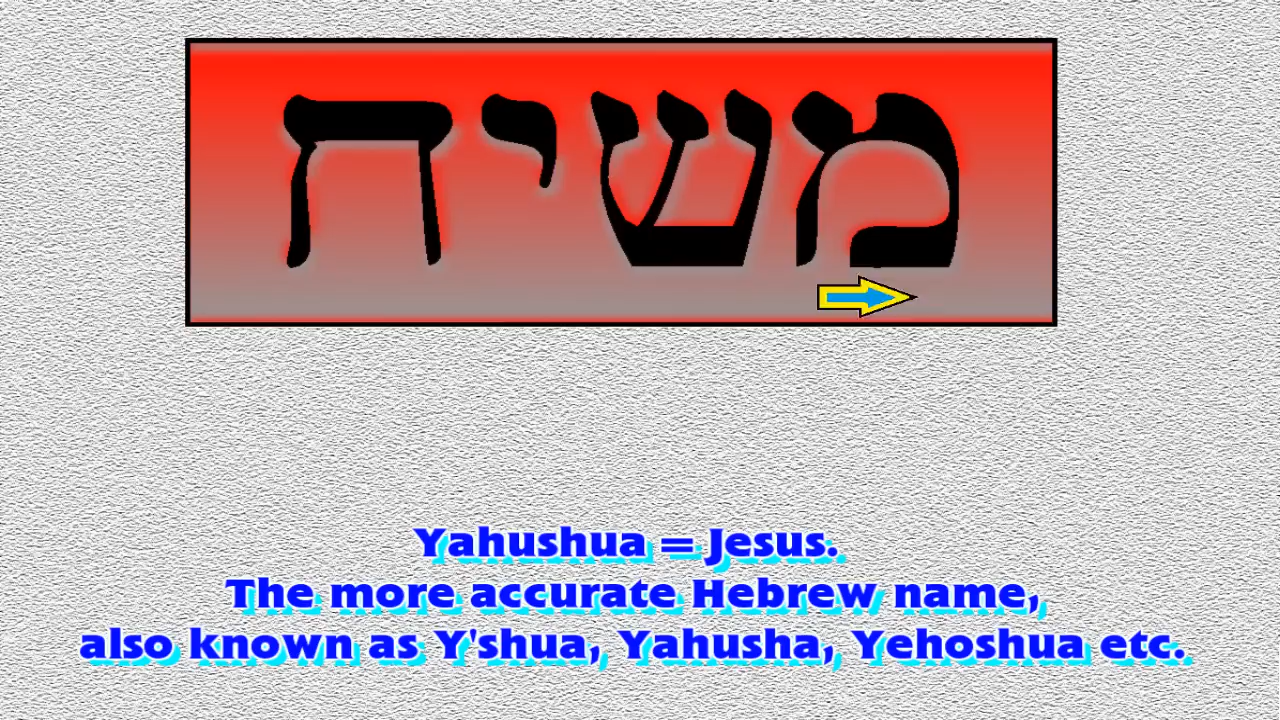 משיח
Yahushua = Jesus.
The more accurate Hebrew name,
also known as Y'shua, Yahusha, Yehoshua etc.